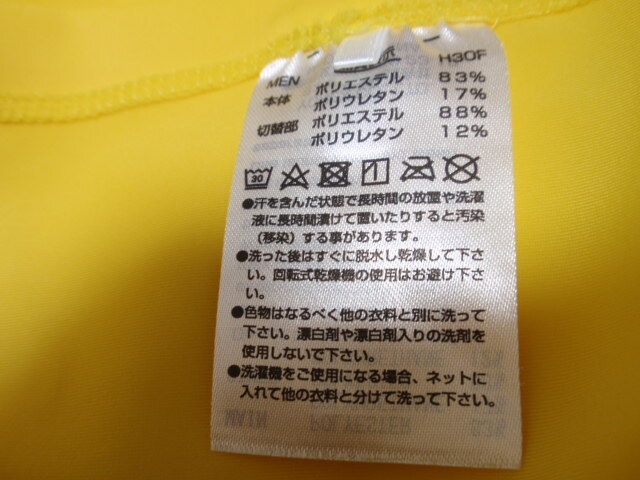 H30F
MEN
本体 ポリエステル 83%
ポリウレタン 17%
切替部 ポリエステル 88%
ポリウレタン 12%
30
●汗を含んだ状態で長時間の放置や洗濯
液に長時間漬けて置いたりすると汚染
（移染）する事があります。
●洗った後はすぐに脱水し乾燥して下さ
い。回転式乾燥機の使用はお避け下さ
い。
●色物はなるべく他の衣料と別に洗って
下さい。漂白剤や漂白剤入りの洗剤を
使用しないで下さい。
●洗濯機をご使用になる場合、ネットに
入れて他の衣料と分けて洗って下さい。
MAIN POLYESTER 83%